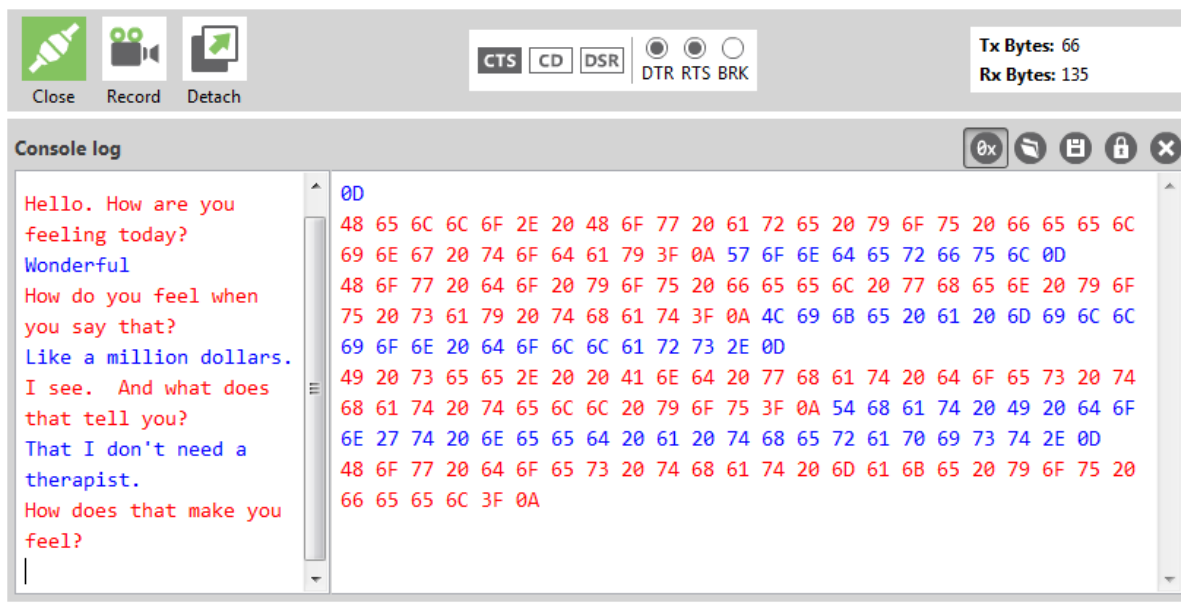 Close Record Detach
CTS CD DSR
DTR RTS BRK
Tx Bytes: 66
Rx Bytes: 135
Console log
0x
Hello. How are you
feeling today?
Wonderful
How do you feel when
you say that?
Like a million dollars.
I see.  And what does
that tell you?
That I don't need a
therapist.
How does that make you
feel?
0D
48 65 6C 6C 6F 2E 20 48 6F 77 20 61 72 65 20 79 6F 75 20 66 65 65 6C
69 6E 67 20 74 6F 64 61 79 3F 0A 57 6F 6E 64 65 72 66 75 6C 0D
48 6F 77 20 64 6F 20 79 6F 75 20 66 65 65 6C 20 77 68 65 6E 20 79 6F
75 20 73 61 79 20 74 68 61 74 3F 0A 4C 69 6B 65 20 61 20 6D 69 6C 6C
69 6F 6E 20 64 6F 6C 6C 61 72 73 2E 0D
49 20 73 65 65 2E 20 20 41 6E 64 20 77 68 61 74 20 64 6F 65 73 20 74
68 61 74 20 74 65 6C 6C 20 79 6F 75 3F 0A 54 68 61 74 20 49 20 64 6F
6E 27 74 20 6E 65 65 64 20 61 20 74 68 65 72 61 70 69 73 74 2E 0D
48 6F 77 20 64 6F 65 73 20 74 68 61 74 20 6D 61 6B 65 20 79 6F 75 20
66 65 65 6C 3F 0A